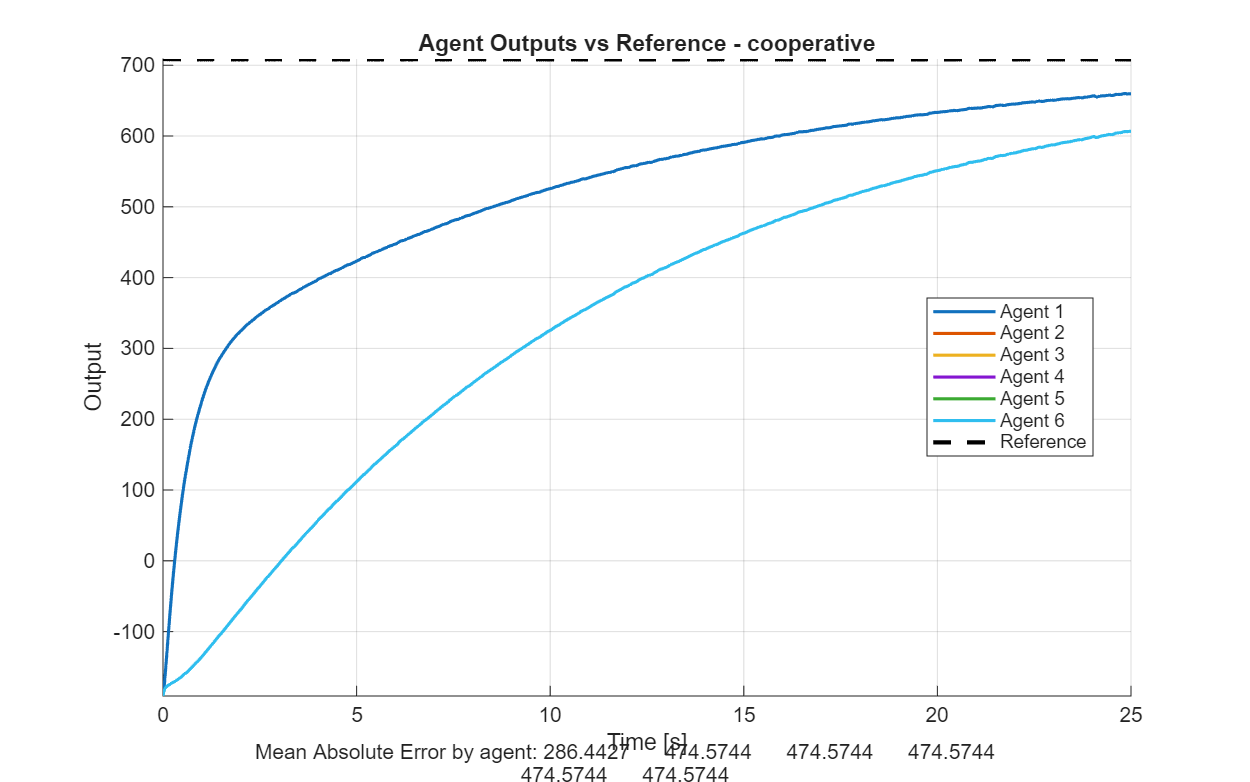 Agent Outputs vs Reference - cooperative
700
600
500
400
300
200
100
0
-100
Output
Agent 1
Agent 2
Agent 3
Agent 4
Agent 5
Agent 6
Reference
0 5 10 15 20 25
Time [s]
Mean Absolute Error by agent: 286.4427 474.5744 474.5744 474.5744
474.5744 474.5744